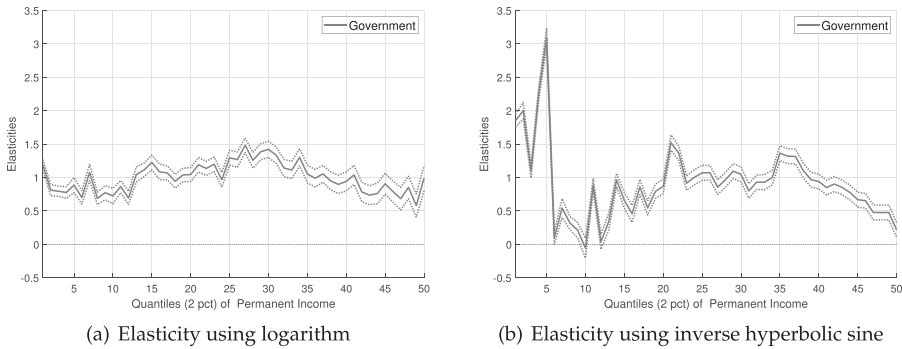 3.5
3
2.5
2
1.5
1
0.5
0
-0.5
Elasticities
Government
5 10 15 20 25 30 35 40 45 50
Quantiles (2 pct) of Permanent Income
(a) Elasticity using logarithm
3.5
3
2.5
2
1.5
1
0.5
0
-0.5
Elasticities
Government
5 10 15 20 25 30 35 40 45 50
Quantiles (2 pct) of Permanent Income
(b) Elasticity using inverse hyperbolic sine